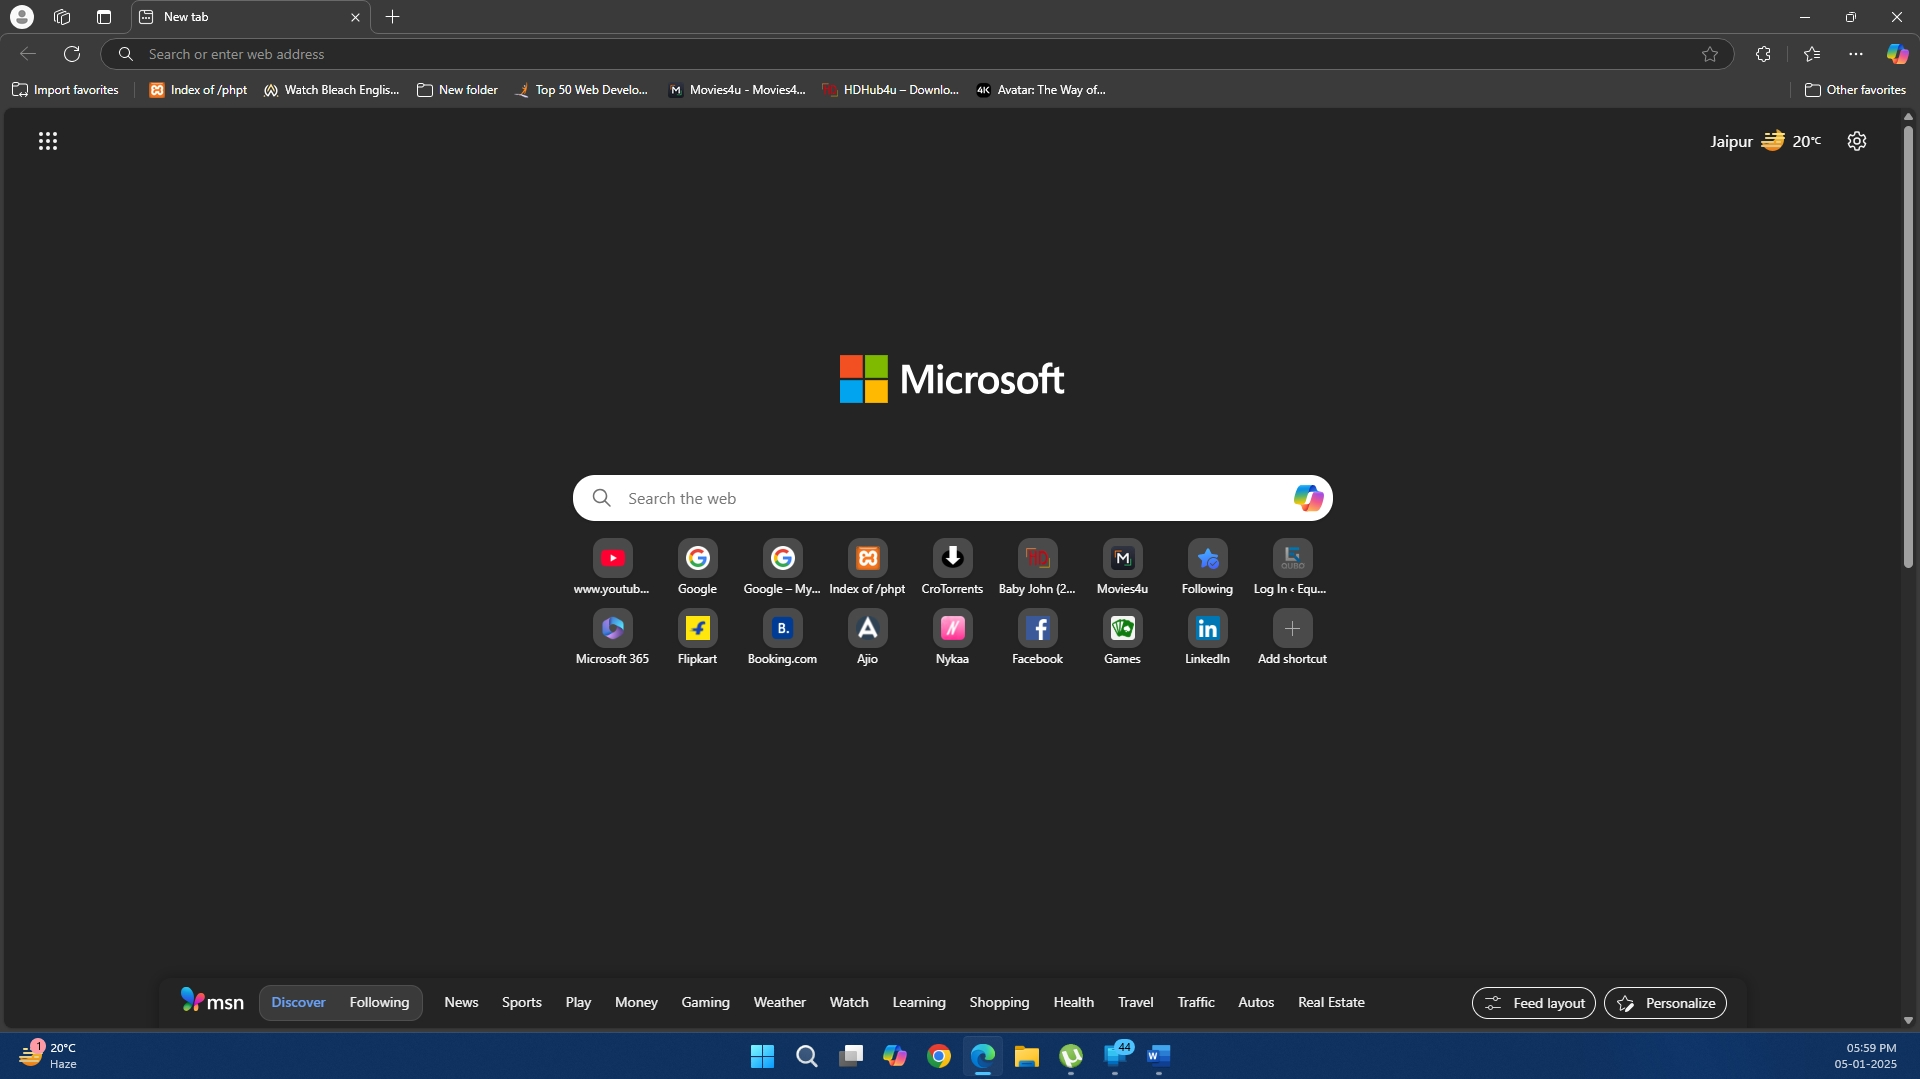 New tab
Search or enter web address
Import favorites
Index of /phpt
Watch Bleach Englis...
New folder
Top 50 Web Develo...
Movies4u - Movies4...
HDHub4u – Downlo...
4K
Avatar: The Way of...
Other favorites
Jaipur 20°C
Microsoft
Search the web
www.youtub...
Google
Google – My...
Index of /phpt
CroTorrents
Baby John (2...
Movies4u
Following
Log In ‹ Equ...
Microsoft 365
Flipkart
Booking.com
Ajio
Nykaa
Facebook
Games
LinkedIn
Add shortcut
msn
Discover
Following
News
Sports
Play
Money
Gaming
Weather
Watch
Learning
Shopping
Health
Travel
Traffic
Autos
Real Estate
Feed layout
Personalize
1
20°C
Haze
44
05:59 PM
05-01-2025